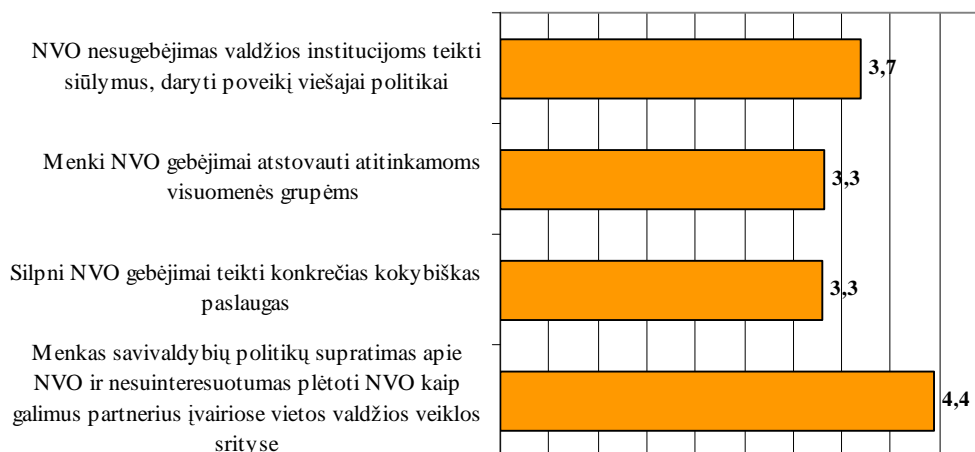 NVO nesugebėjimas valdžios institucijoms teikti
siūlymus, daryti poveikį viešajai politikai
3,7
Menki NVO gebėjimai atstovauti atitinkamoms
visuomenės grupėms
3,3
Silpni NVO gebėjimai teikti konkrečias kokybiškas
paslaugas
3,3
Menkas savivaldybių politikų supratimas apie
NVO ir nesuinteresuotumas plėtoti NVO kaip
galimus partnerius įvairiose vietos valdžios veiklos
srityse
4,4